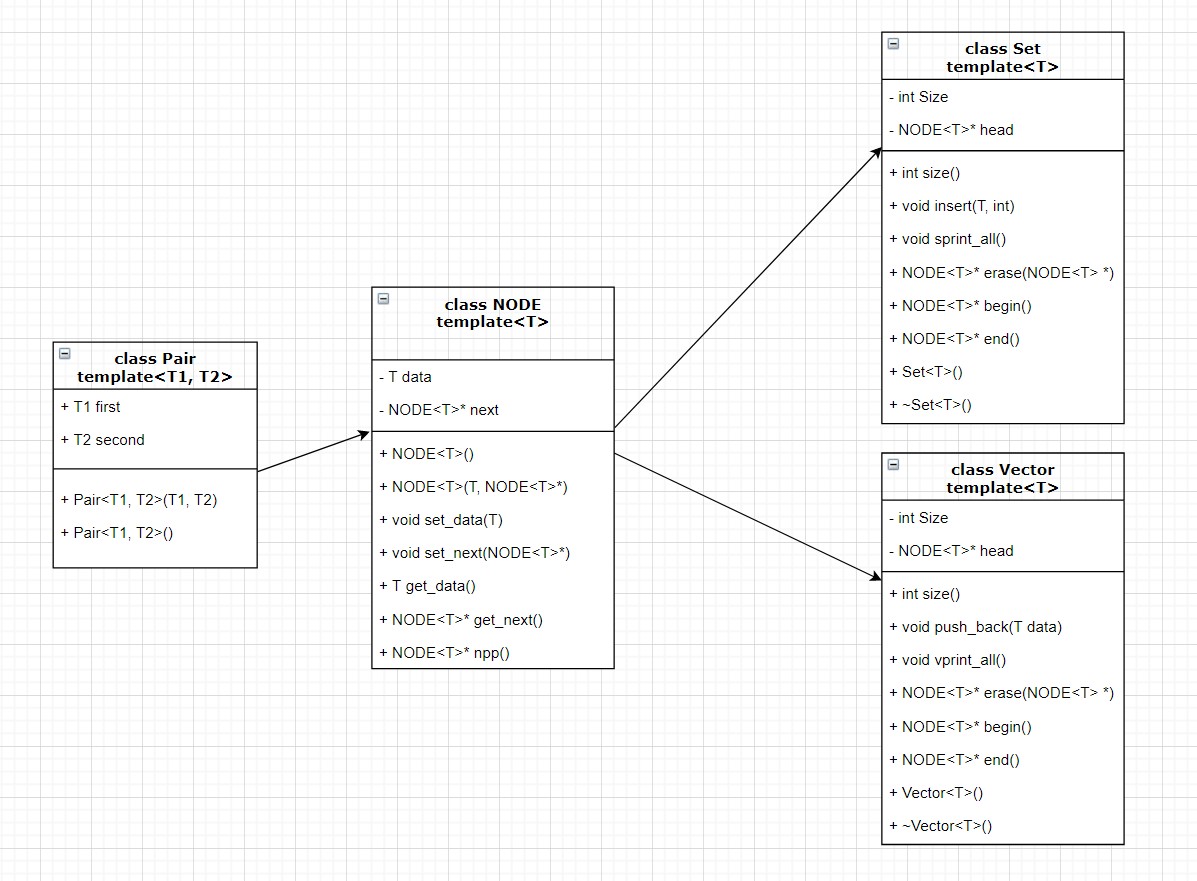 class Pair
template<T1, T2>
+ T1 first
+ T2 second
+ Pair<T1, T2>(T1, T2)
+ Pair<T1, T2>()
class NODE
template<T>
- T data
- NODE<T>* next
+ NODE<T>()
+ NODE<T>(T, NODE<T>*)
+ void set_data(T)
+ void set_next(NODE<T>*)
+ T get_data()
+ NODE<T>* get_next()
+ NODE<T>* npp()
class Set
template<T>
- int Size
- NODE<T>* head
+ int size()
+ void insert(T, int)
+ void sprint_all()
+ NODE<T>* erase(NODE<T> *)
+ NODE<T>* begin()
+ NODE<T>* end()
+ Set<T>()
+ ~Set<T>()
class Vector
template<T>
- int Size
- NODE<T>* head
+ int size()
+ void push_back(T data)
+ void vprint_all()
+ NODE<T>* erase(NODE<T> *)
+ NODE<T>* begin()
+ NODE<T>* end()
+ Vector<T>()
+ ~Vector<T>()